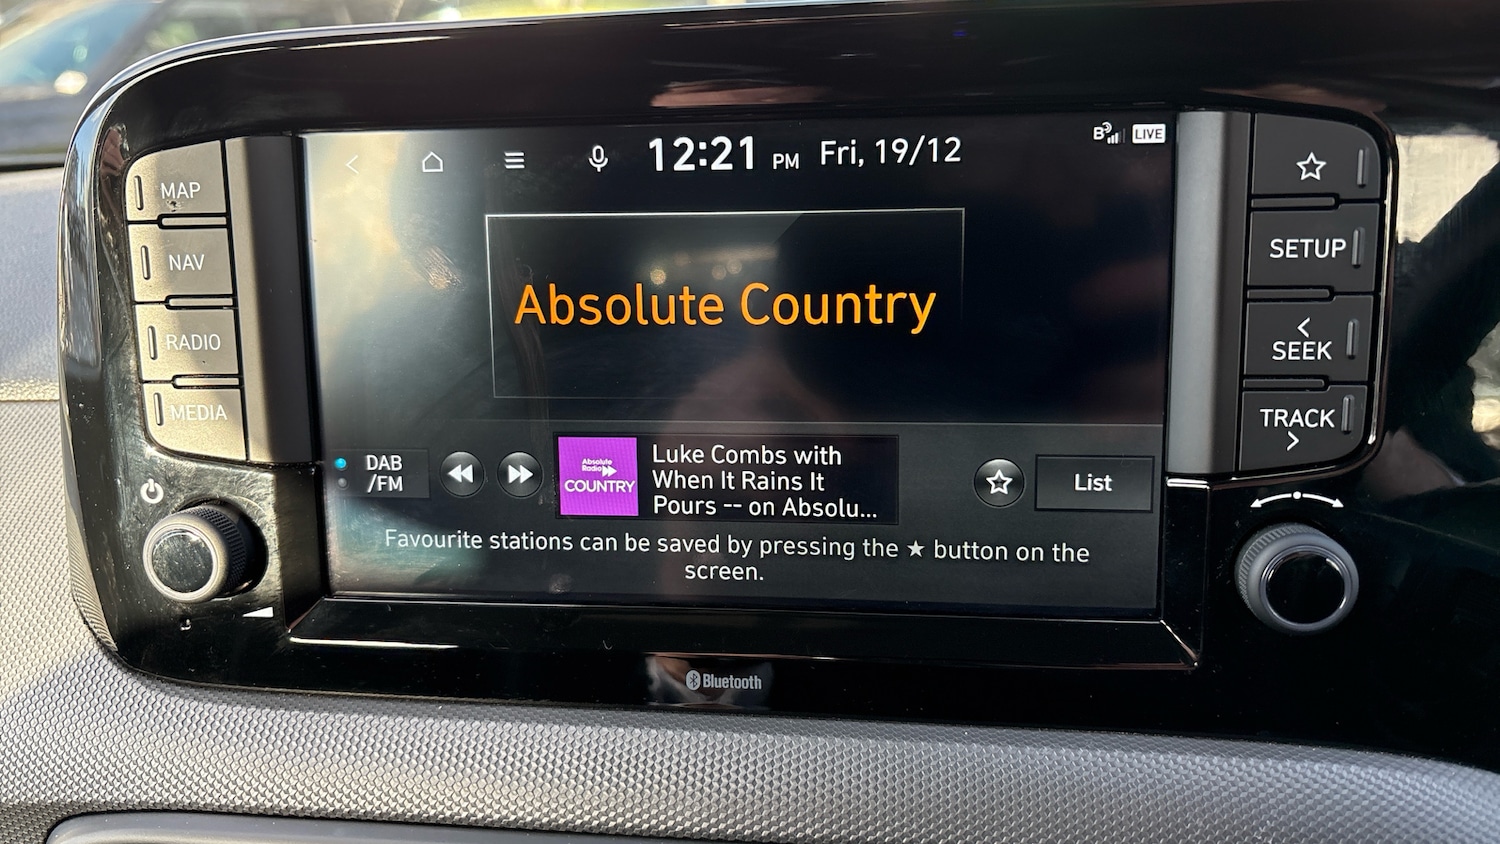 12:21 PM Fri, 19/12
LIVE
MAP
NAV
RADIO
MEDIA
Absolute Country
DAB
/FM
Absolute
Radio
COUNTRY
Luke Combs with
When It Rains It
Pours -- on Absolu...
List
Favourite stations can be saved by pressing the ★ button on the
screen.
SETUP
<
SEEK
TRACK
>
Bluetooth